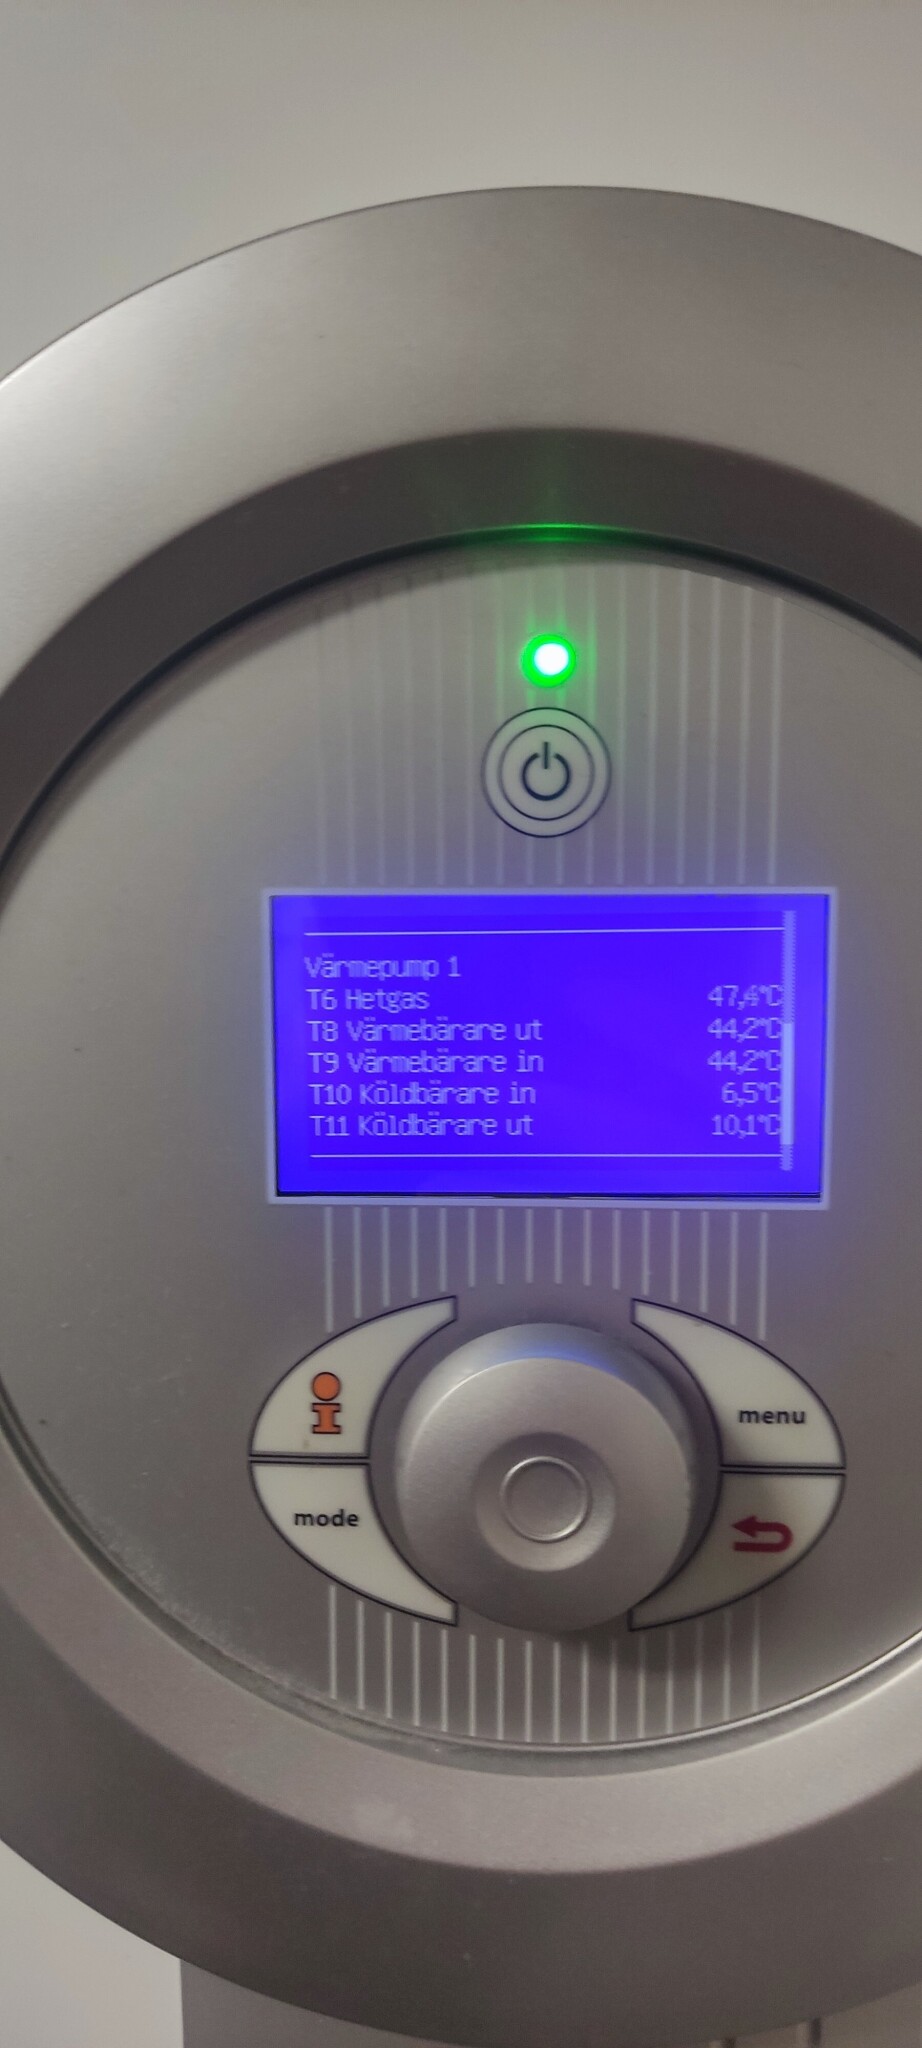 Värmepump 1
T6 Hetgas 47,4°C
T8 Värmebärare ut 44,2°C
T9 Värmebärare in 44,2°C
T10 Köldbärare in 6,5°C
T11 Köldbärare ut 10,1°C
menu
mode